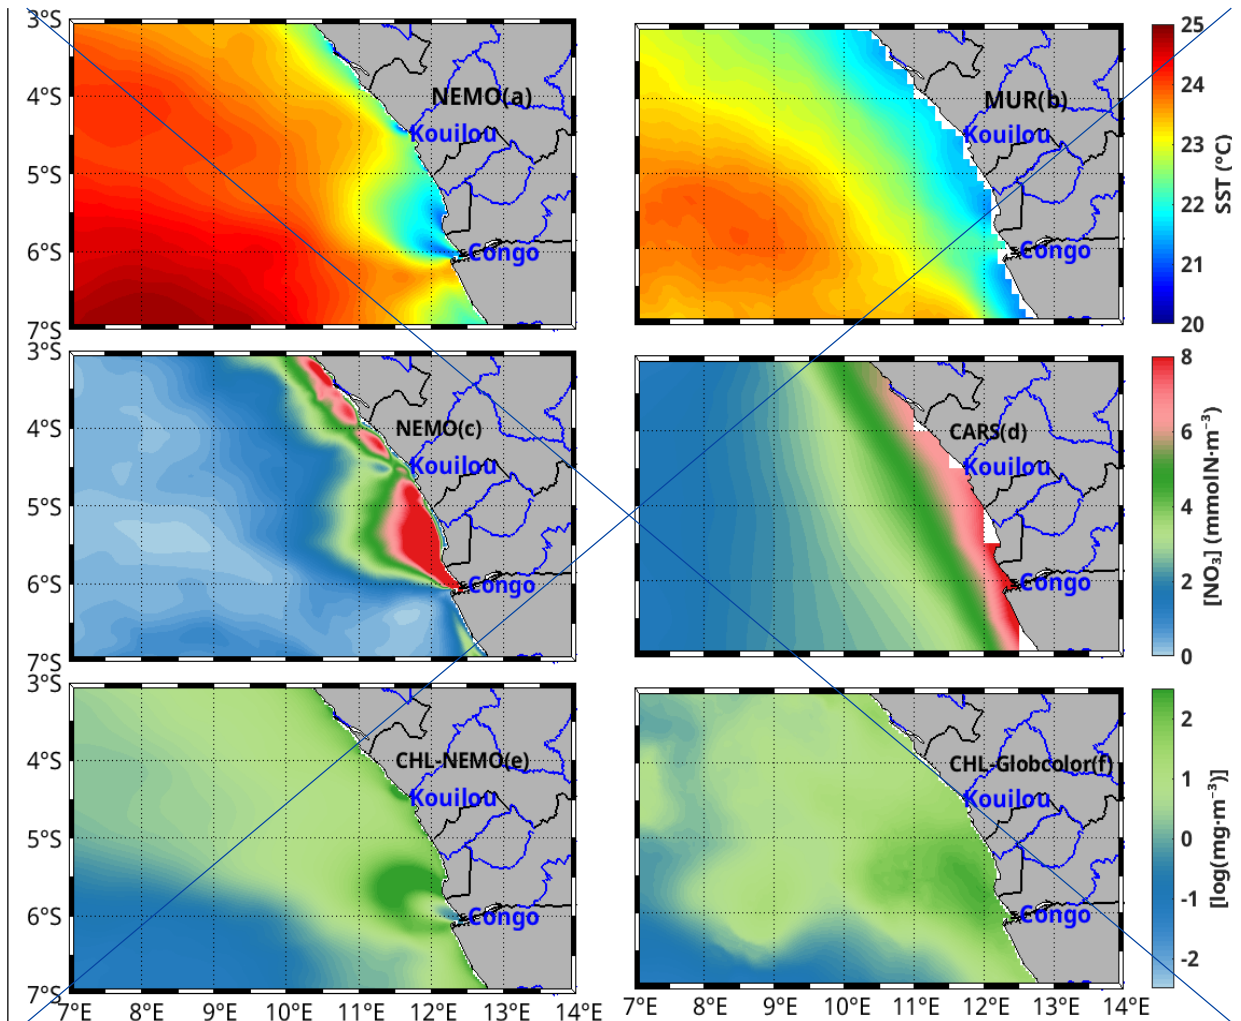 3°S
4°S
5°S
6°S
7°S
NEMO(a)
Kouilou
Congo
MUR(b)
Kouilou
Congo
25
24
23
22
21
20
SST (°C)
3°S
4°S
5°S
6°S
7°S
NEMO(c)
Kouilou
Congo
CARS(d)
Kouilou
Congo
8
6
4
2
0
[NO₃] (mmolN·m⁻³)
3°S
4°S
5°S
6°S
7°S
CHL-NEMO(e)
Kouilou
Congo
CHL-Globcolor(f)
Kouilou
Congo
2
1
0
-1
-2
[log(mg·m⁻³)]
7°E 8°E 9°E 10°E 11°E 12°E 13°E 14°E
7°E 8°E 9°E 10°E 11°E 12°E 13°E 14°E